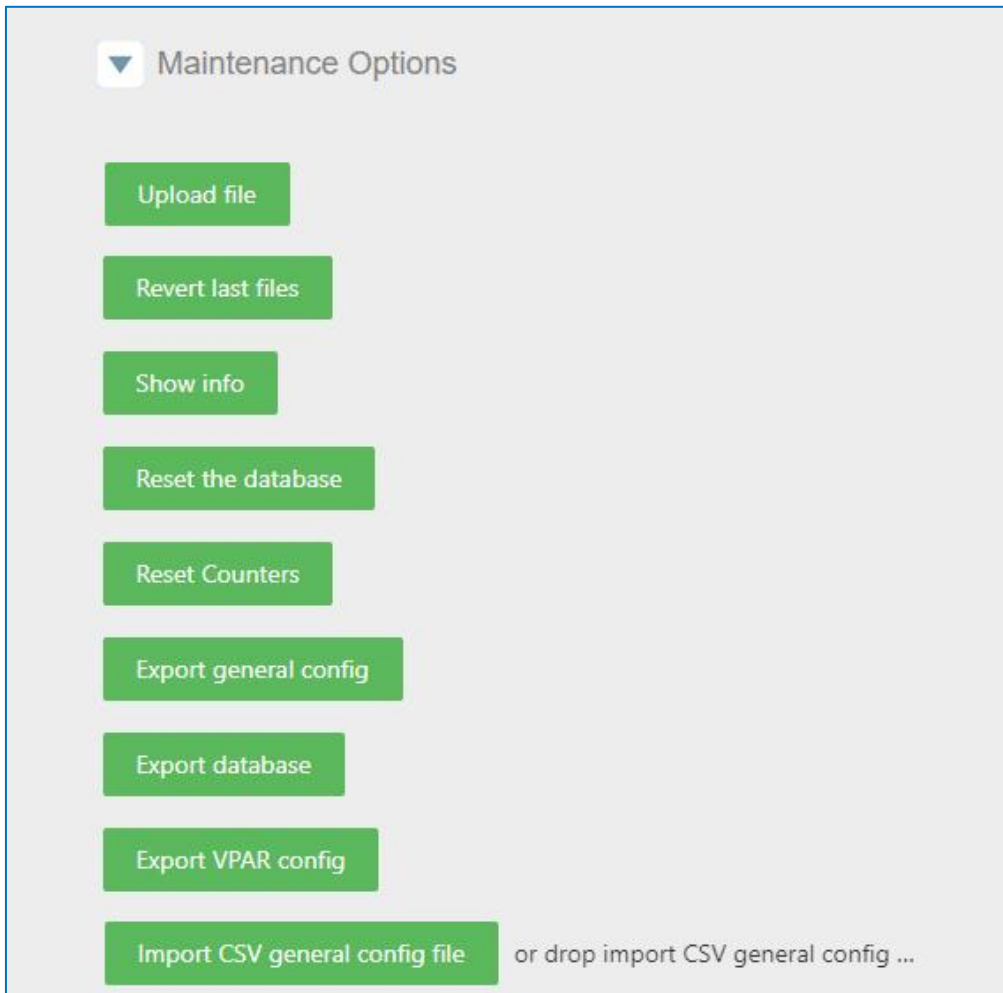 Maintenance Options
Upload file
Revert last files
Show info
Reset the database
Reset Counters
Export general config
Export database
Export VPAR config
Import CSV general config file or drop import CSV general config ...